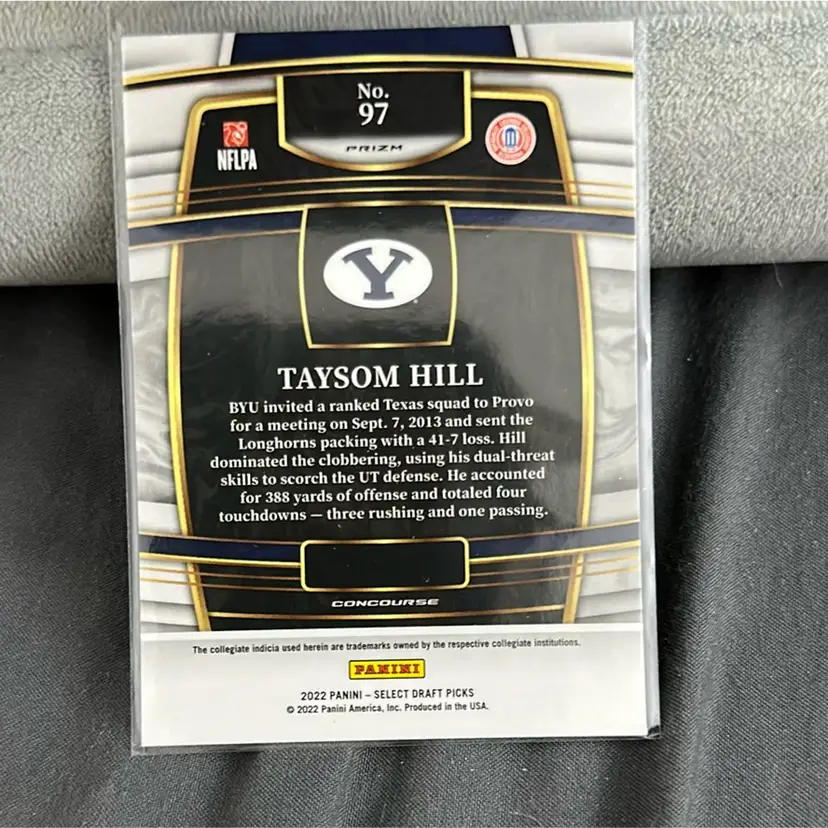 No.
97
PRIZM
NFLPA
Y
TAYSOM HILL
BYU invited a ranked Texas squad to Provo
for a meeting on Sept. 7, 2013 and sent the
Longhorns packing with a 41-7 loss. Hill
dominated the clobbering, using his dual-threat
skills to scorch the UT defense. He accounted
for 388 yards of offense and totaled four
touchdowns — three rushing and one passing.
CONCOURSE
The collegiate indicia used herein are trademarks owned by the respective collegiate institutions.
PANINI
2022 PANINI – SELECT DRAFT PICKS
© 2022 Panini America, Inc. Produced in the USA.